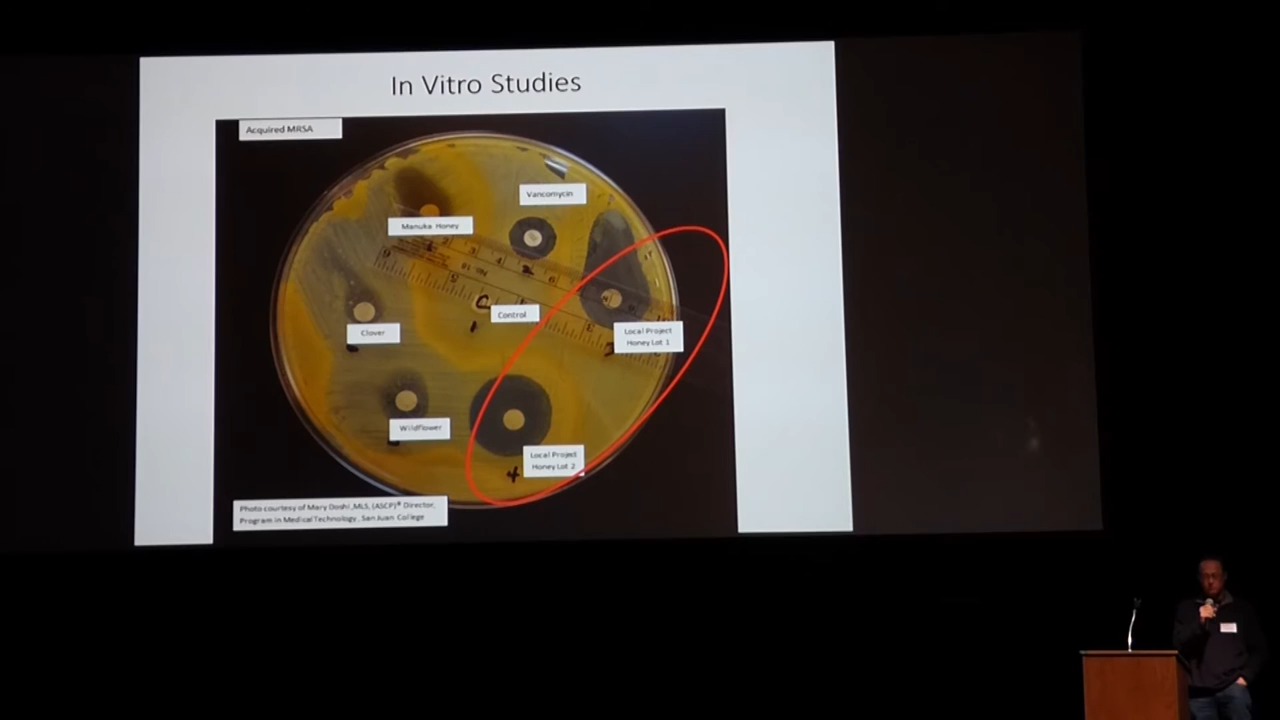 In Vitro Studies
Acquired MRSA
Vancomycin
Manuka Honey
Control
Clover
Local Project
Honey Lot 1
Wildflower
Local Project
Honey Lot 2
4
Photo courtesy of Mary Doshi ,MLS, (ASCP)® Director,
Program in Medical Technology, San Juan College